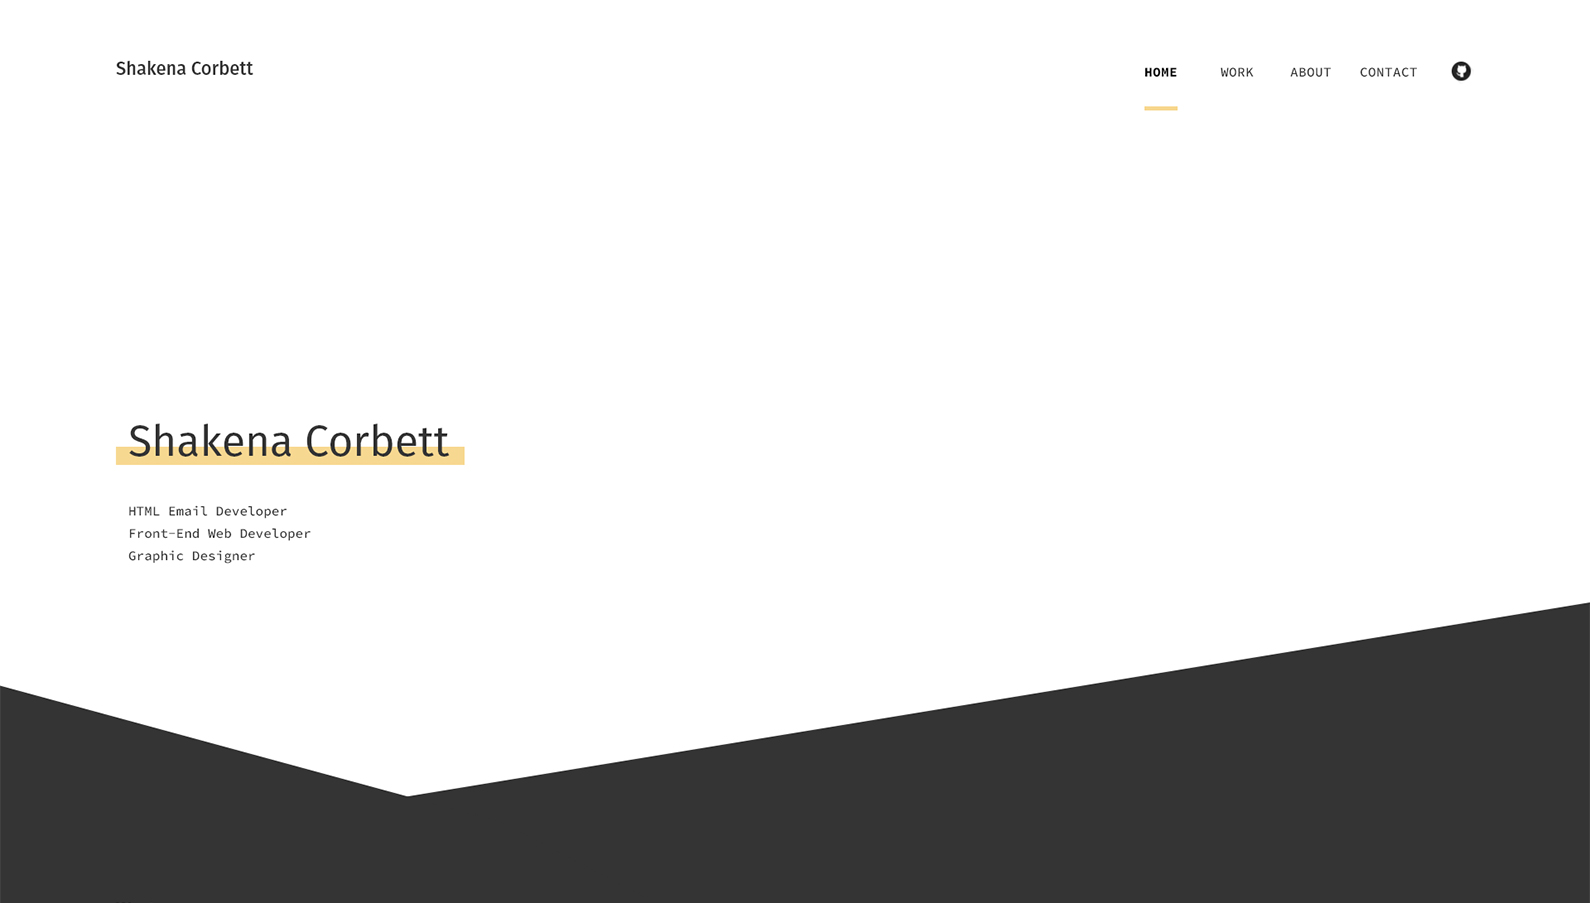 Shakena Corbett
HOME WORK ABOUT CONTACT
Shakena Corbett
HTML Email Developer
Front-End Web Developer
Graphic Designer